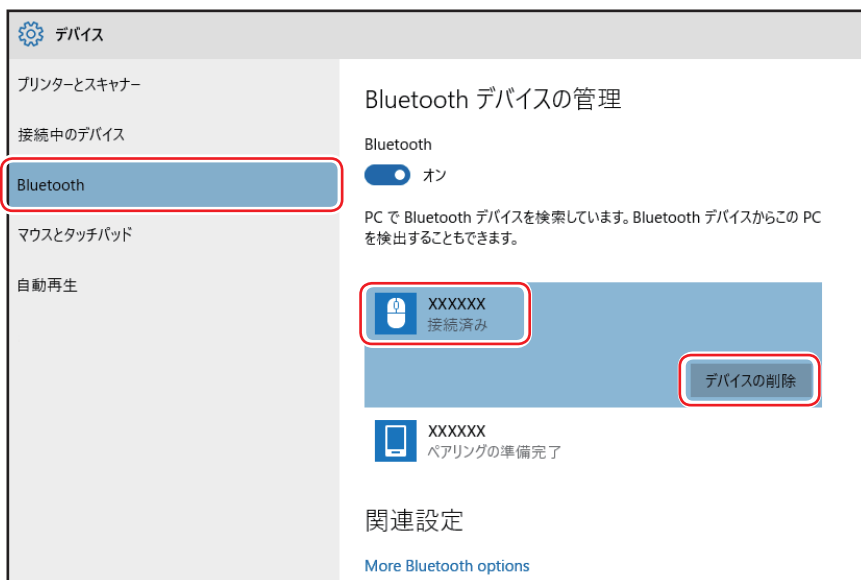 デバイス
プリンターとスキャナー
接続中のデバイス
Bluetooth
マウスとタッチパッド
自動再生
Bluetooth デバイスの管理
Bluetooth
オン
PC で Bluetooth デバイスを検索しています。Bluetooth デバイスからこの PC
を検出することもできます。
XXXXXX
接続済み
デバイスの削除
XXXXXX
ペアリングの準備完了
関連設定
More Bluetooth options